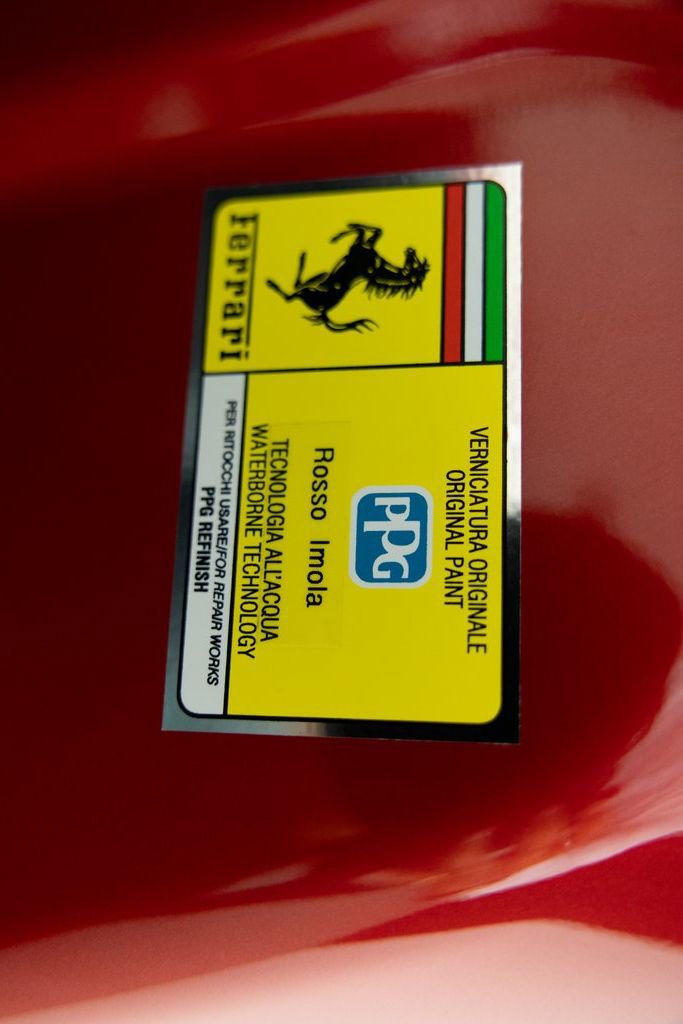 Ferrari
VERNICIATURA ORIGINALE
ORIGINAL PAINT
PPG
Rosso Imola
TECNOLOGIA ALL'ACQUA
WATERBORNE TECHNOLOGY
PER RITOCCHI USARE/FOR REPAIR WORKS
PPG REFINISH